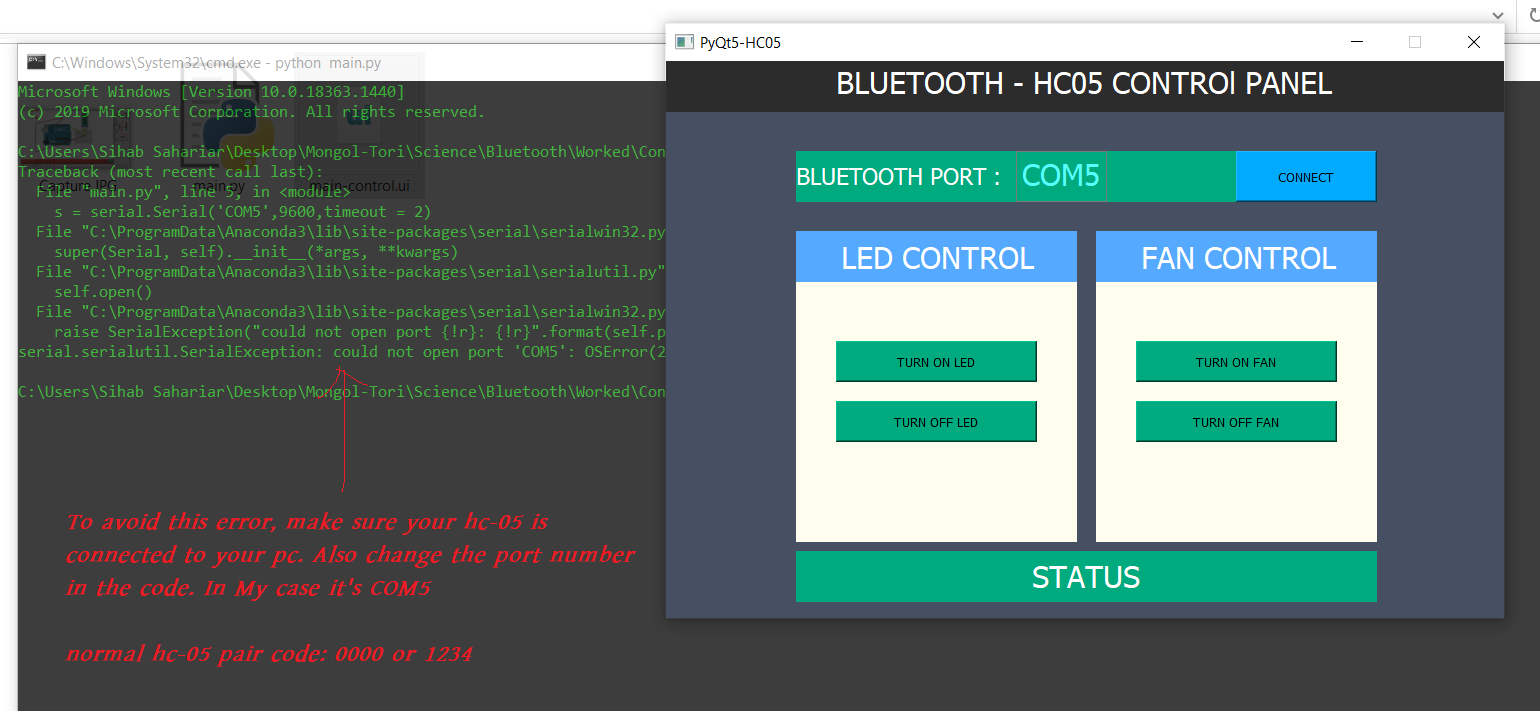 C:\Windows\System32\cmd.exe - python main.py
Microsoft Windows [Version 10.0.18363.1440]
(c) 2019 Microsoft Corporation. All rights reserved.
C:\Users\Sihab Sahariar\Desktop\Mongol-Tori\Science\Bluetooth\Worked\Con
Traceback (most recent call last):
File "main.py", line 5, in <module>
s = serial.Serial('COM5',9600,timeout = 2)
File "C:\ProgramData\Anaconda3\lib\site-packages\serial\serialwin32.py
super(Serial, self).__init__(*args, **kwargs)
File "C:\ProgramData\Anaconda3\lib\site-packages\serial\serialutil.py"
self.open()
File "C:\ProgramData\Anaconda3\lib\site-packages\serial\serialwin32.py
raise SerialException("could not open port {!r}: {!r}".format(self.p
serial.serialutil.SerialException: could not open port 'COM5': OSError(2
C:\Users\Sihab Sahariar\Desktop\Mongol-Tori\Science\Bluetooth\Worked\Con
Capture.JPG
main.py
main-control.ui
To avoid this error, make sure your hc-05 is
connected to your pc. Also change the port number
in the code. In My case it's COM5
normal hc-05 pair code: 0000 or 1234
PyQt5-HC05
BLUETOOTH - HC05 CONTROl PANEL
BLUETOOTH PORT : COM5 CONNECT
LED CONTROL
TURN ON LED
TURN OFF LED
FAN CONTROL
TURN ON FAN
TURN OFF FAN
STATUS